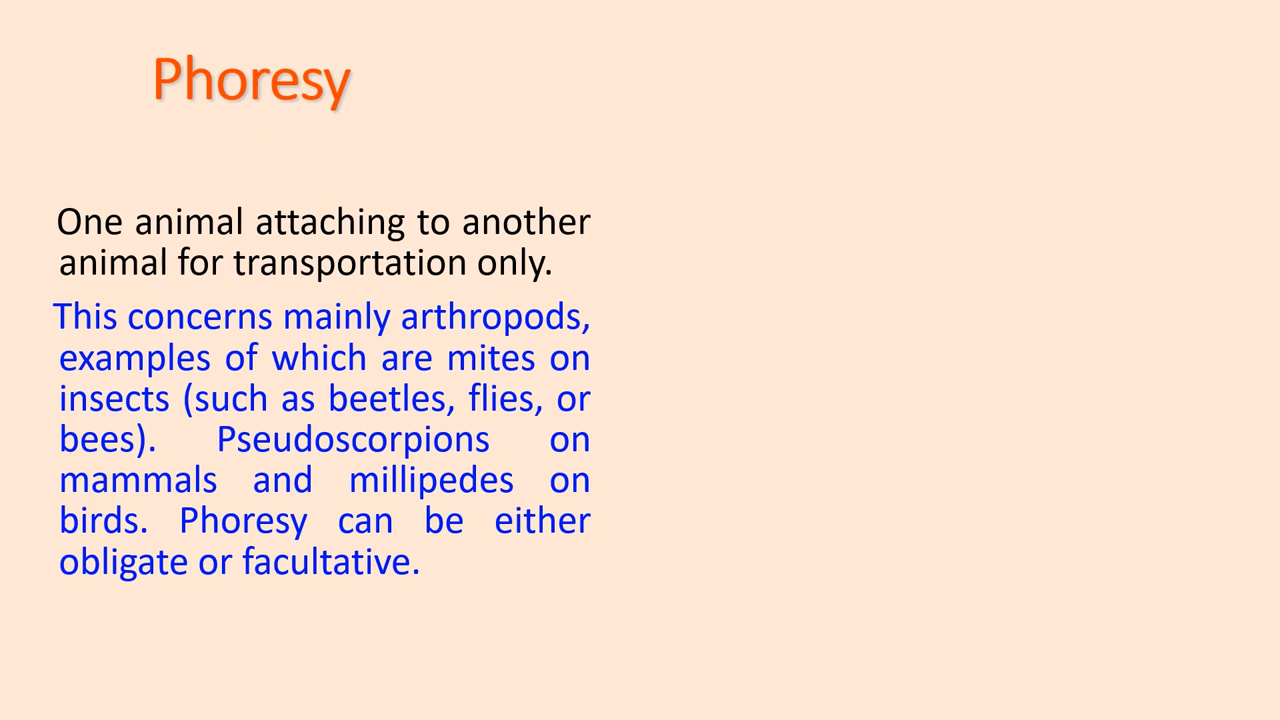 Phoresy
One animal attaching to another
animal for transportation only.
This concerns mainly arthropods,
examples of which are mites on
insects (such as beetles, flies, or
bees). Pseudoscorpions on
mammals and millipedes on
birds. Phoresy can be either
obligate or facultative.